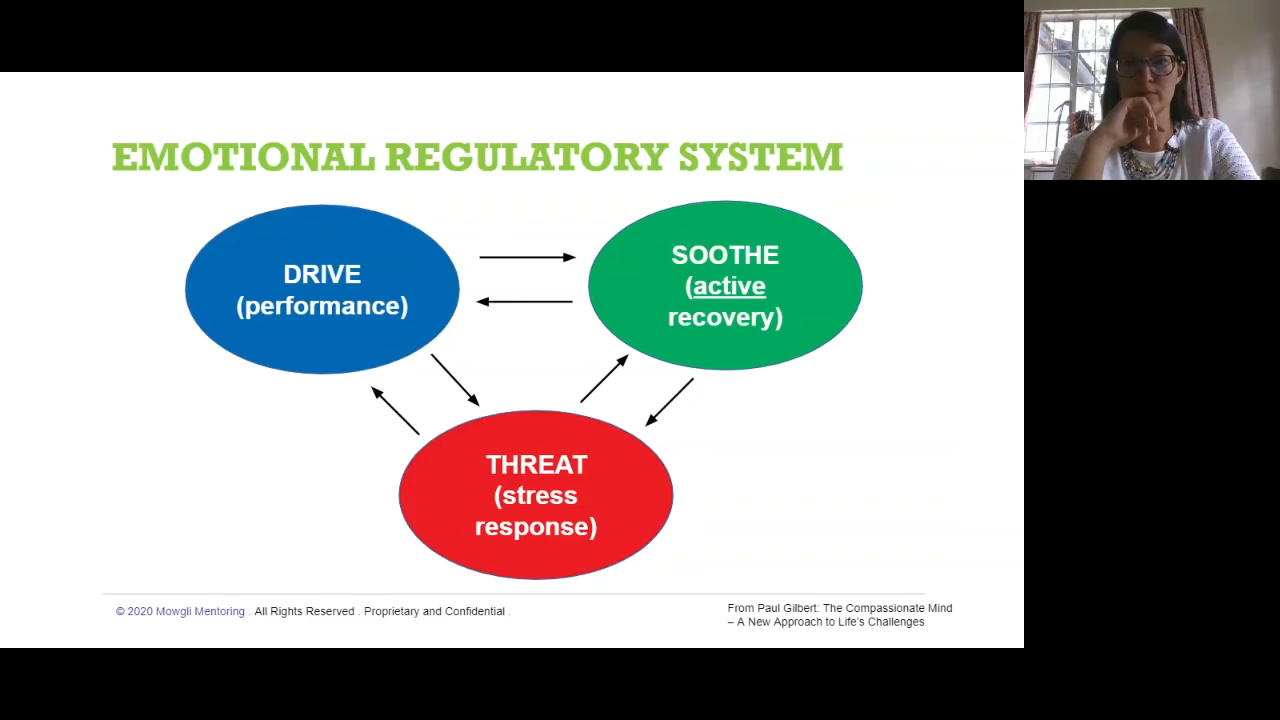 EMOTIONAL REGULATORY SYSTEM
DRIVE
(performance)
SOOTHE
(active
recovery)
THREAT
(stress
response)
© 2020 Mowgli Mentoring . All Rights Reserved . Proprietary and Confidential .
From Paul Gilbert: The Compassionate Mind
– A New Approach to Life's Challenges